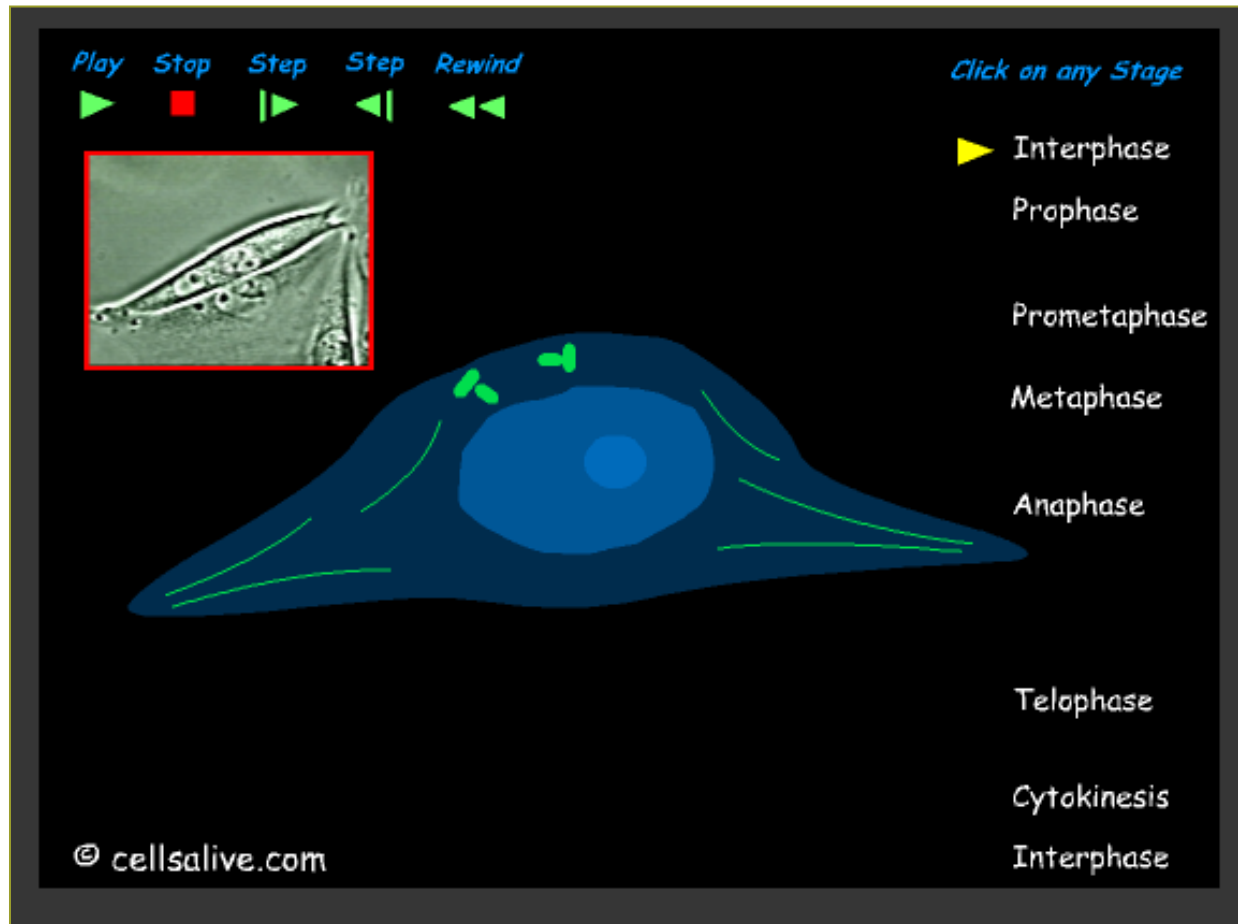 Play Stop Step Step Rewind
Click on any Stage
Interphase
Prophase
Prometaphase
Metaphase
Anaphase
Telophase
Cytokinesis
Interphase
© cellsalive.com